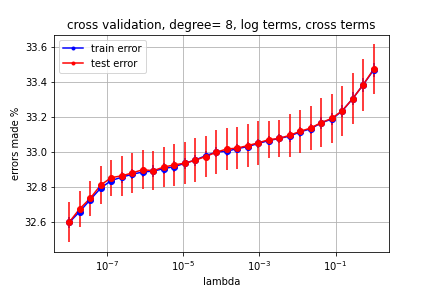 cross validation, degree= 8, log terms, cross terms
train error
test error
errors made %
33.6
33.4
33.2
33.0
32.8
32.6
10⁻⁷
10⁻⁵
10⁻³
10⁻¹
lambda